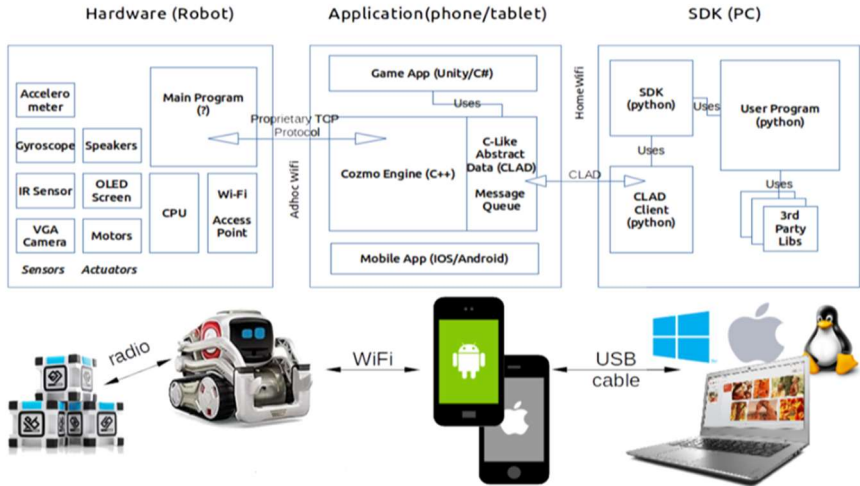 Hardware (Robot)
Application(phone/tablet)
SDK (PC)
Accelero
meter
Gyroscope
IR Sensor
VGA
Camera
Sensors
Speakers
OLED
Screen
Motors
Actuators
Main Program
(?)
CPU
Wi-Fi
Access
Point
Proprietary TCP
Protocol
Adhoc Wifi
Game App (Unity/C#)
Uses
Cozmo Engine (C++)
C-Like
Abstract
Data (CLAD)
Message
Queue
Mobile App (IOS/Android)
HomeWifi
CLAD
SDK
(python)
Uses
User Program
(python)
Uses
CLAD
Client
(python)
Uses
3rd
Party
Libs
radio
WiFi
USB
cable